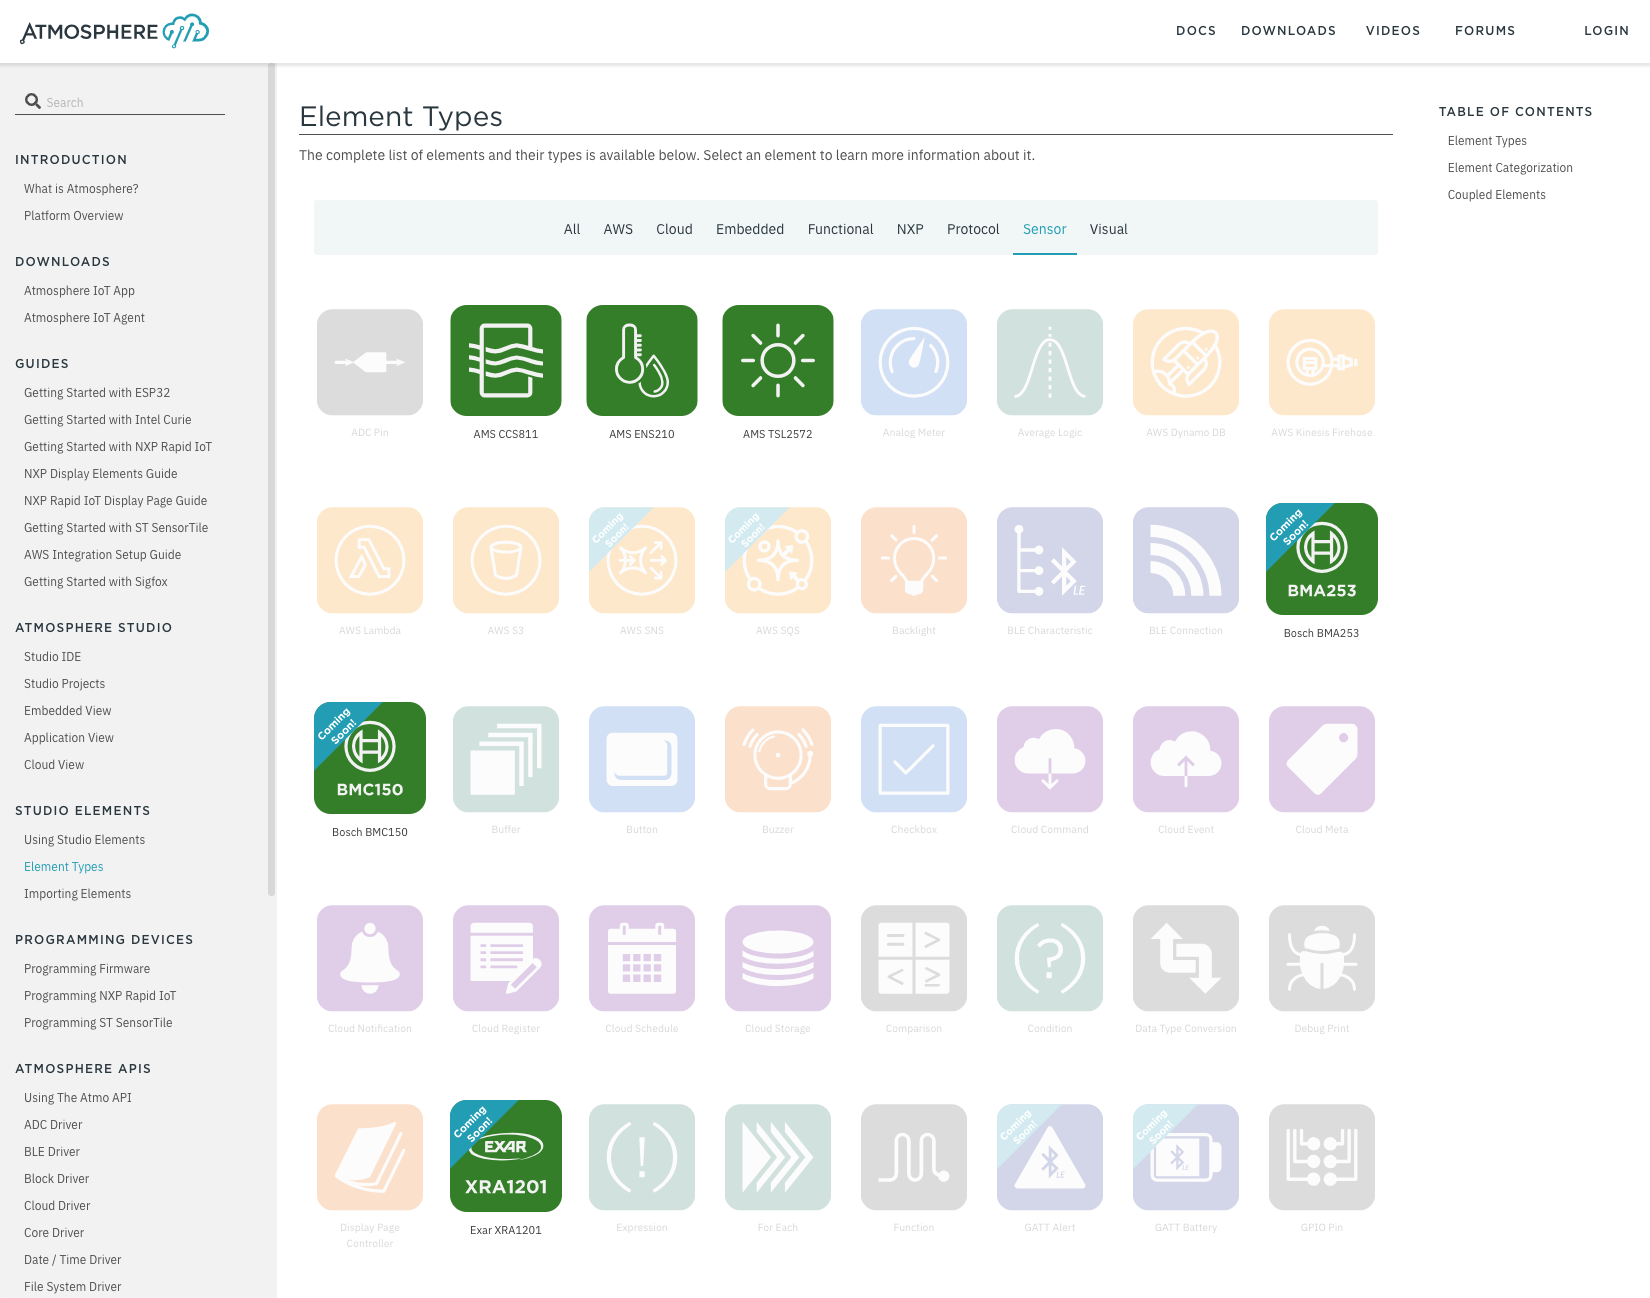 ATMOSPHERE
DOCS
DOWNLOADS
VIDEOS
FORUMS
LOGIN
Search
INTRODUCTION
What is Atmosphere?
Platform Overview
DOWNLOADS
Atmosphere IoT App
Atmosphere IoT Agent
GUIDES
Getting Started with ESP32
Getting Started with Intel Curie
Getting Started with NXP Rapid IoT
NXP Display Elements Guide
NXP Rapid IoT Display Page Guide
Getting Started with ST SensorTile
AWS Integration Setup Guide
Getting Started with Sigfox
ATMOSPHERE STUDIO
Studio IDE
Studio Projects
Embedded View
Application View
Cloud View
STUDIO ELEMENTS
Using Studio Elements
Element Types
Importing Elements
PROGRAMMING DEVICES
Programming Firmware
Programming NXP Rapid IoT
Programming ST SensorTile
ATMOSPHERE APIS
Using The Atmo API
ADC Driver
BLE Driver
Block Driver
Cloud Driver
Core Driver
Date / Time Driver
File System Driver
Element Types
The complete list of elements and their types is available below. Select an element to learn more information about it.
All AWS Cloud Embedded Functional NXP Protocol Sensor Visual
ADC Pin
AMS CCS811
AMS ENS210
AMS TSL2572
Analog Meter
Average Logic
AWS Dynamo DB
AWS Kinesis Firehose
AWS Lambda
AWS S3
Coming
Soon!
AWS SNS
Coming
Soon!
AWS SQS
Backlight
LE
BLE Characteristic
BLE Connection
Coming
Soon!
BMA253
Bosch BMA253
Coming
Soon!
BMC150
Bosch BMC150
Buffer
Button
Buzzer
Checkbox
Cloud Command
Cloud Event
Cloud Meta
Cloud Notification
Cloud Register
Cloud Schedule
Cloud Storage
= >
< ≥
Comparison
?
Condition
Data Type Conversion
Debug Print
Display Page
Controller
Coming
Soon!
EXAR
XRA1201
Exar XRA1201
!
Expression
For Each
Function
Coming
Soon!
LE
GATT Alert
Coming
Soon!
LE
GATT Battery
GPIO Pin
TABLE OF CONTENTS
Element Types
Element Categorization
Coupled Elements